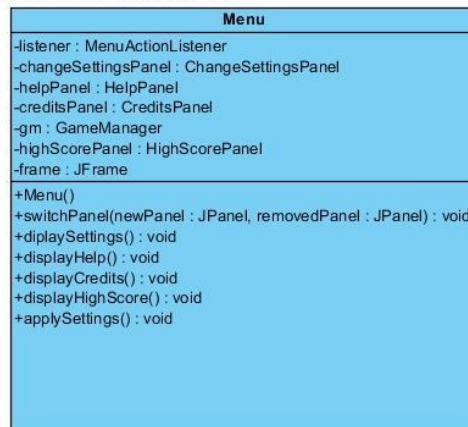 Menu
-listener : MenuActionListener
-changeSettingsPanel : ChangeSettingsPanel
-helpPanel : HelpPanel
-creditsPanel : CreditsPanel
-gm : GameManager
-highScorePanel : HighScorePanel
-frame : JFrame
+Menu()
+switchPanel(newPanel : JPanel, removedPanel : JPanel) : void
+diplaySettings() : void
+displayHelp() : void
+displayCredits() : void
+displayHighScore() : void
+applySettings() : void